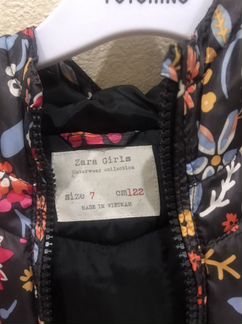 Zara Girls
Outerwear collection
size 7 cm122
MADE IN VIETNAM